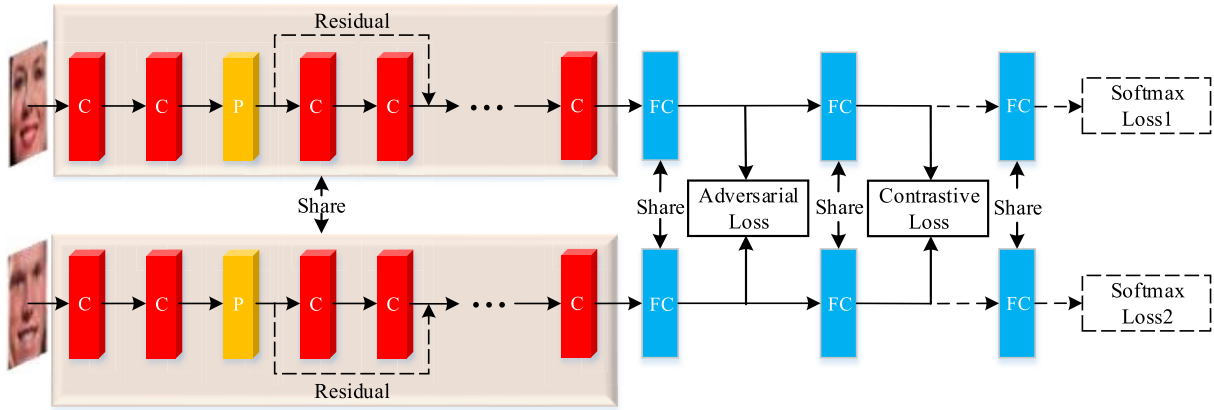 Residual
C C P C C ... C FC FC FC
Softmax
Loss1
Share
Share
Adversarial
Loss
Share
Contrastive
Loss
Share
C C P C C ... C FC FC FC
Softmax
Loss2
Residual